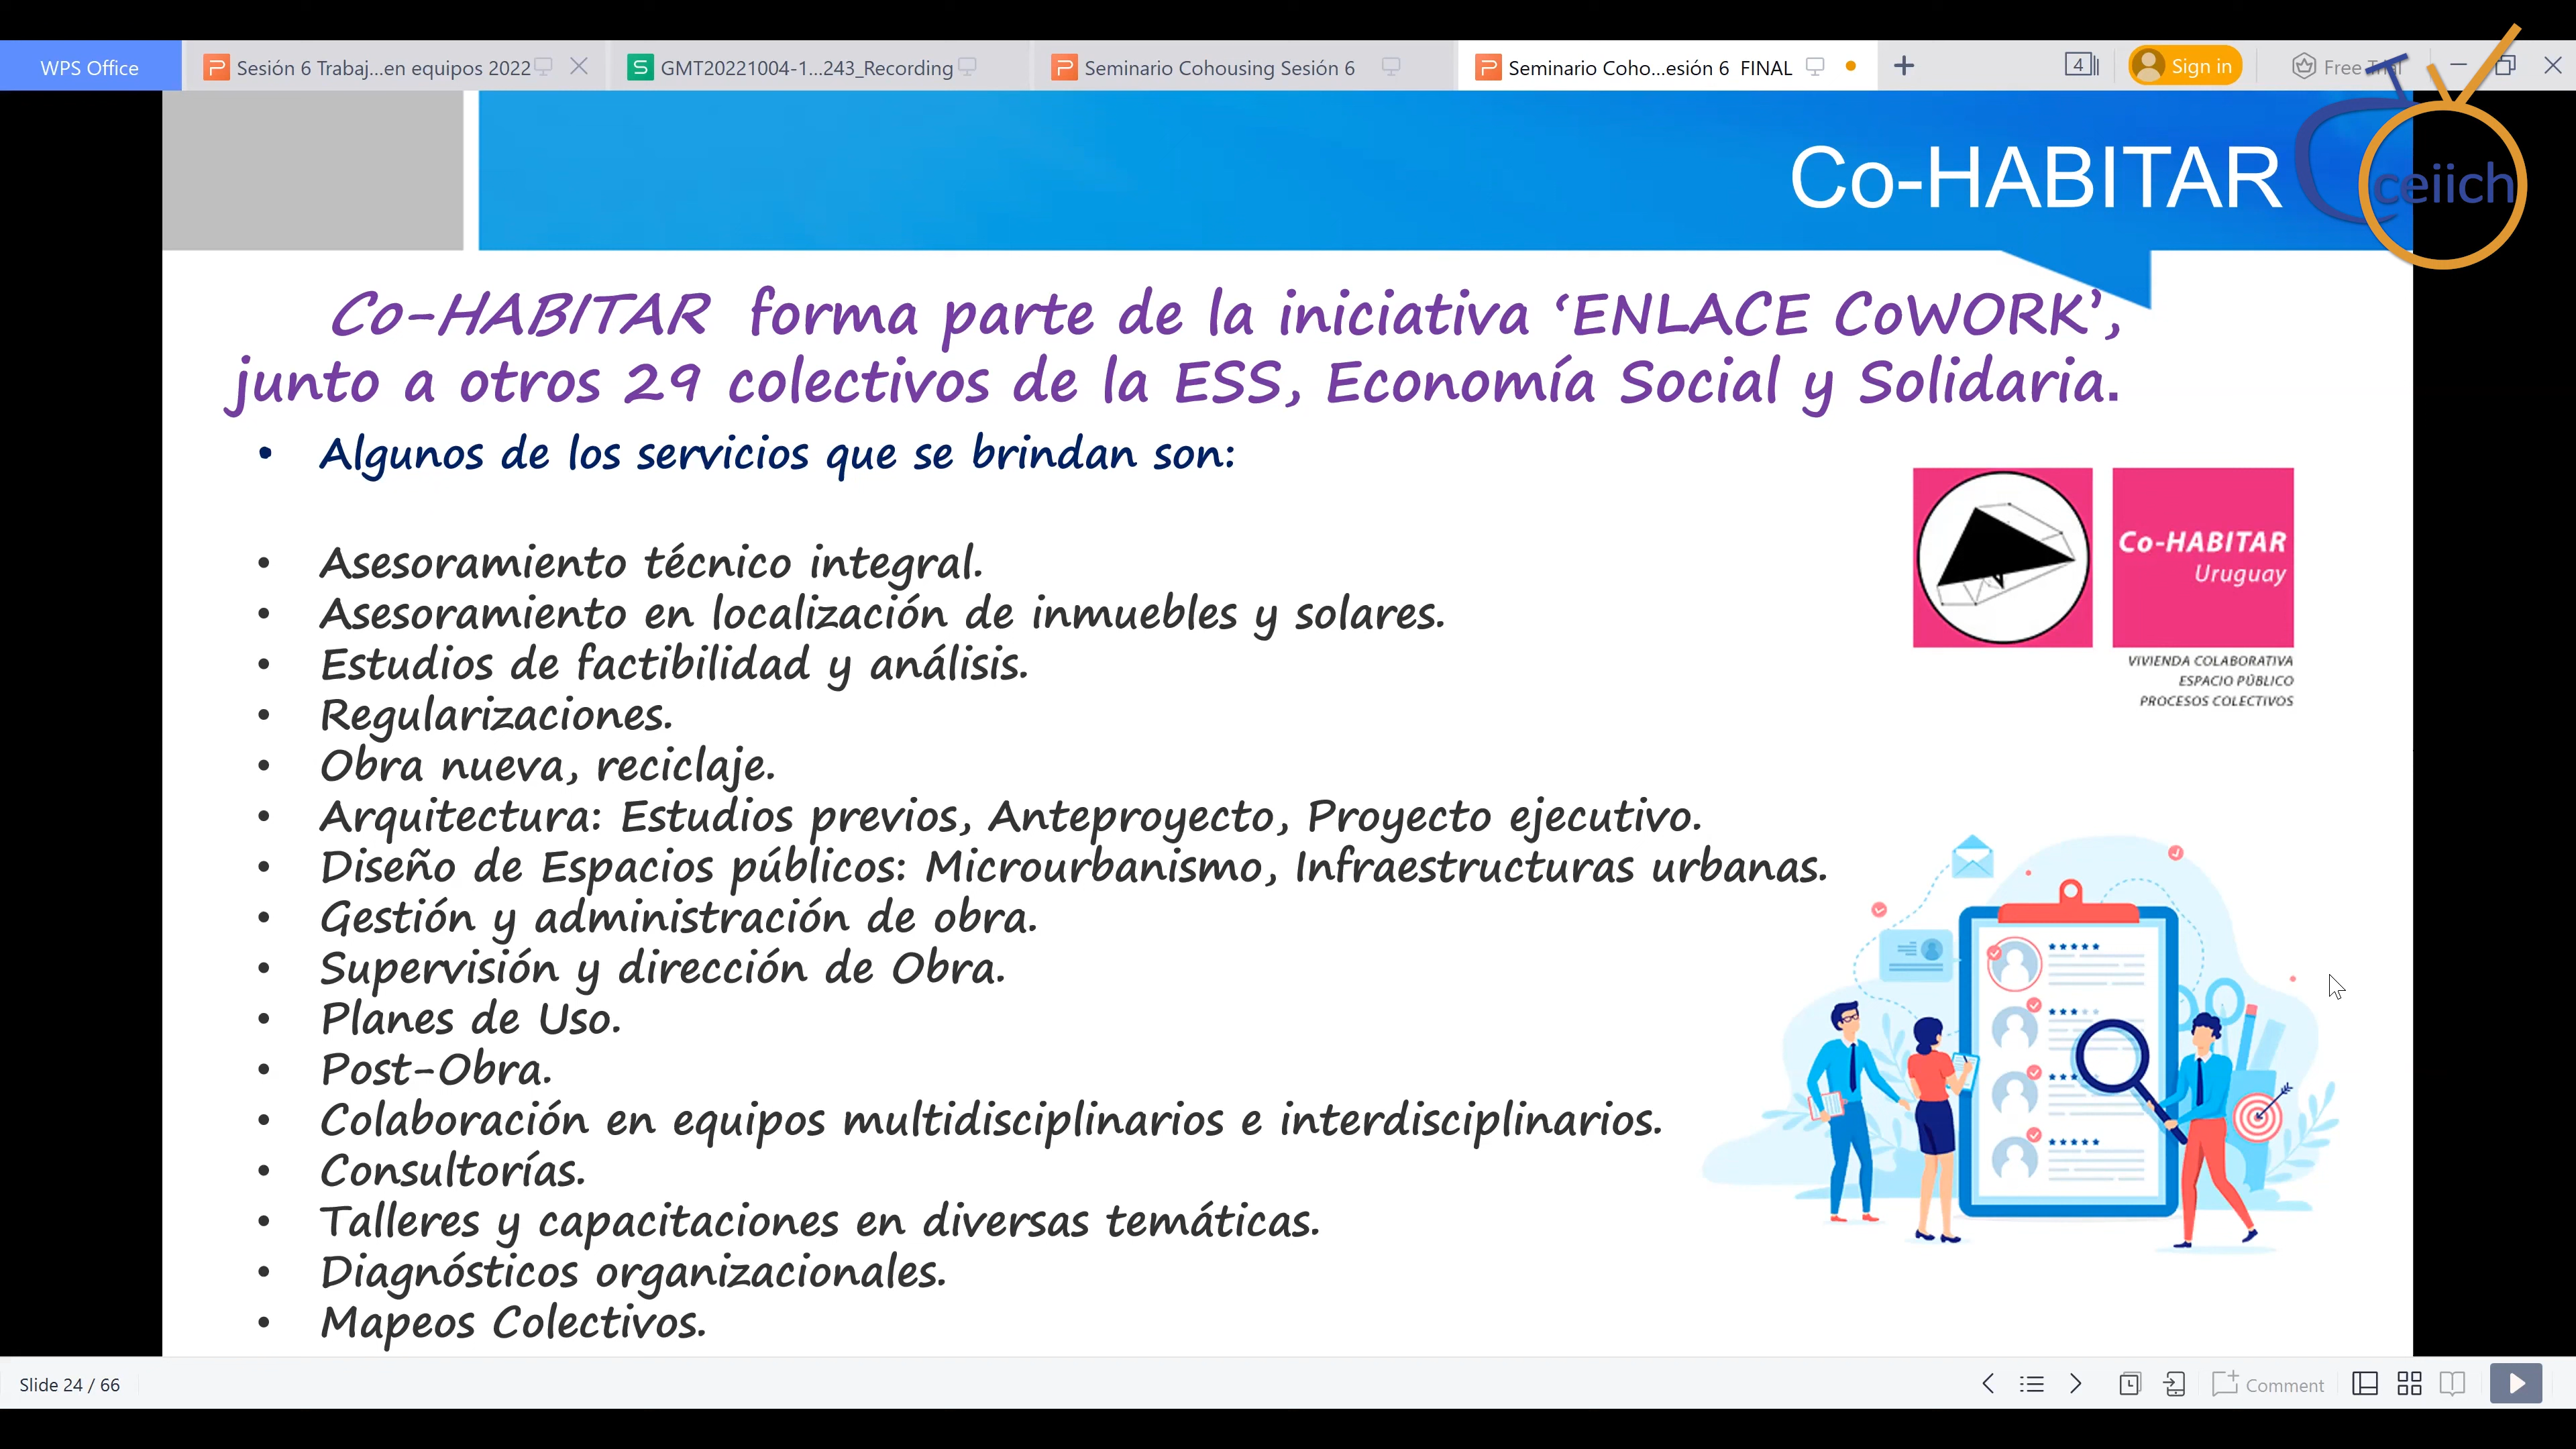 WPS Office
Sesión 6 Trabaj...en equipos 2022
GMT20221004-1...243_Recording
Seminario Cohousing Sesión 6
Seminario Coho...esión 6 FINAL
4
Sign in
Free
ceiich
Co-HABITAR
Co-HABITAR forma parte de la iniciativa ‘ENLACE CoWORK’,
junto a otros 29 colectivos de la ESS, Economía Social y Solidaria.
• Algunos de los servicios que se brindan son:
• Asesoramiento técnico integral.
• Asesoramiento en localización de inmuebles y solares.
• Estudios de factibilidad y análisis.
• Regularizaciones.
• Obra nueva, reciclaje.
• Arquitectura: Estudios previos, Anteproyecto, Proyecto ejecutivo.
• Diseño de Espacios públicos: Microurbanismo, Infraestructuras urbanas.
• Gestión y administración de obra.
• Supervisión y dirección de Obra.
• Planes de Uso.
• Post-Obra.
• Colaboración en equipos multidisciplinarios e interdisciplinarios.
• Consultorías.
• Talleres y capacitaciones en diversas temáticas.
• Diagnósticos organizacionales.
• Mapeos Colectivos.
Co-HABITAR
Uruguay
VIVIENDA COLABORATIVA
ESPACIO PÚBLICO
PROCESOS COLECTIVOS
Slide 24 / 66
Comment